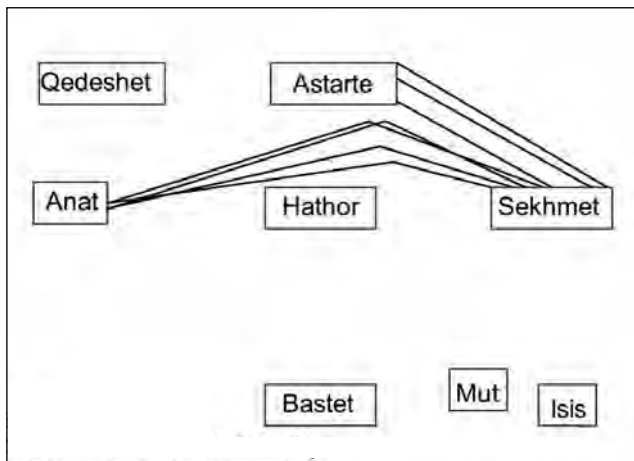 Qedeshet
Astarte
Anat
Hathor
Sekhmet
Bastet
Mut
Isis